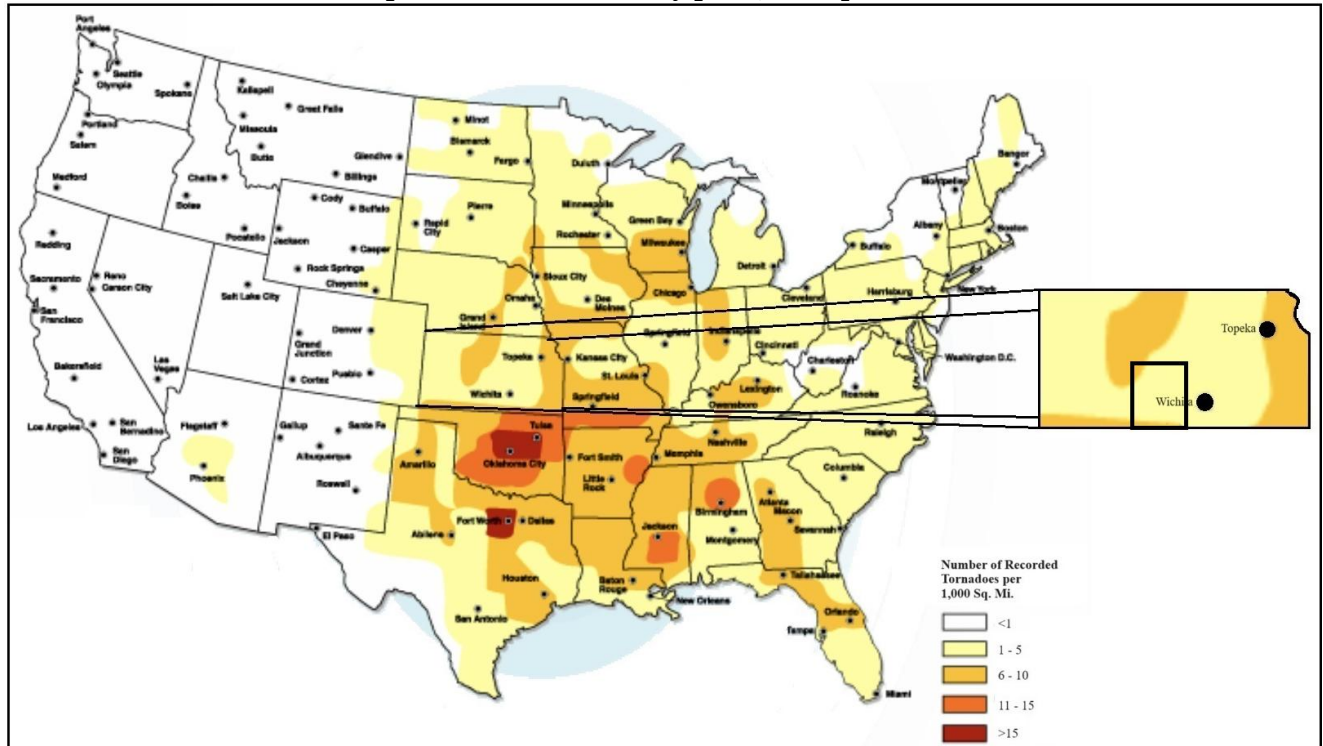 Port
Angeles
Seattle
Olympia
Spokane
Portland
Salem
Medford
Kalispell
Great Falls
Missoula
Butte
Glendive
Billings
Challis
Boise
Pocatello
Cody
Buffalo
Jackson
Casper
Rock Springs
Cheyenne
Minot
Bismarck
Fargo
Pierre
Rapid
City
Duluth
Minneapolis
Rochester
Green Bay
Milwaukee
Chicago
Detroit
Sioux City
Des
Moines
Omaha
Grand
Island
Redding
Sacramento
San
Francisco
Reno
Carson City
Salt Lake City
Bakersfield
Las
Vegas
Los Angeles
San
Bernadino
San
Diego
Denver
Grand
Junction
Pueblo
Cortez
Flagstaff
Phoenix
Gallup
Sante Fe
Albuquerque
Roswell
El Paso
Topeka
Wichita
Kansas City
St. Louis
Springfield
Springfield
Indianapolis
Cincinnati
Cleveland
Harrisburg
Buffalo
Albany
Montpelier
Bangor
Boston
New York
Washington D.C.
Charleston
Roanoke
Lexington
Owensboro
Nashville
Memphis
Raleigh
Columbia
Tulsa
Oklahoma City
Amarillo
Fort Smith
Little
Rock
Fort Worth
Dallas
Abilene
Houston
San Antonio
Baton
Rouge
New Orleans
Jackson
Birmingham
Montgomery
Atlanta
Macon
Savannah
Tallahassee
Orlando
Tampa
Miami
Topeka
Wichita
Number of Recorded
Tornadoes per
1,000 Sq. Mi.
<1
1 - 5
6 - 10
11 - 15
>15